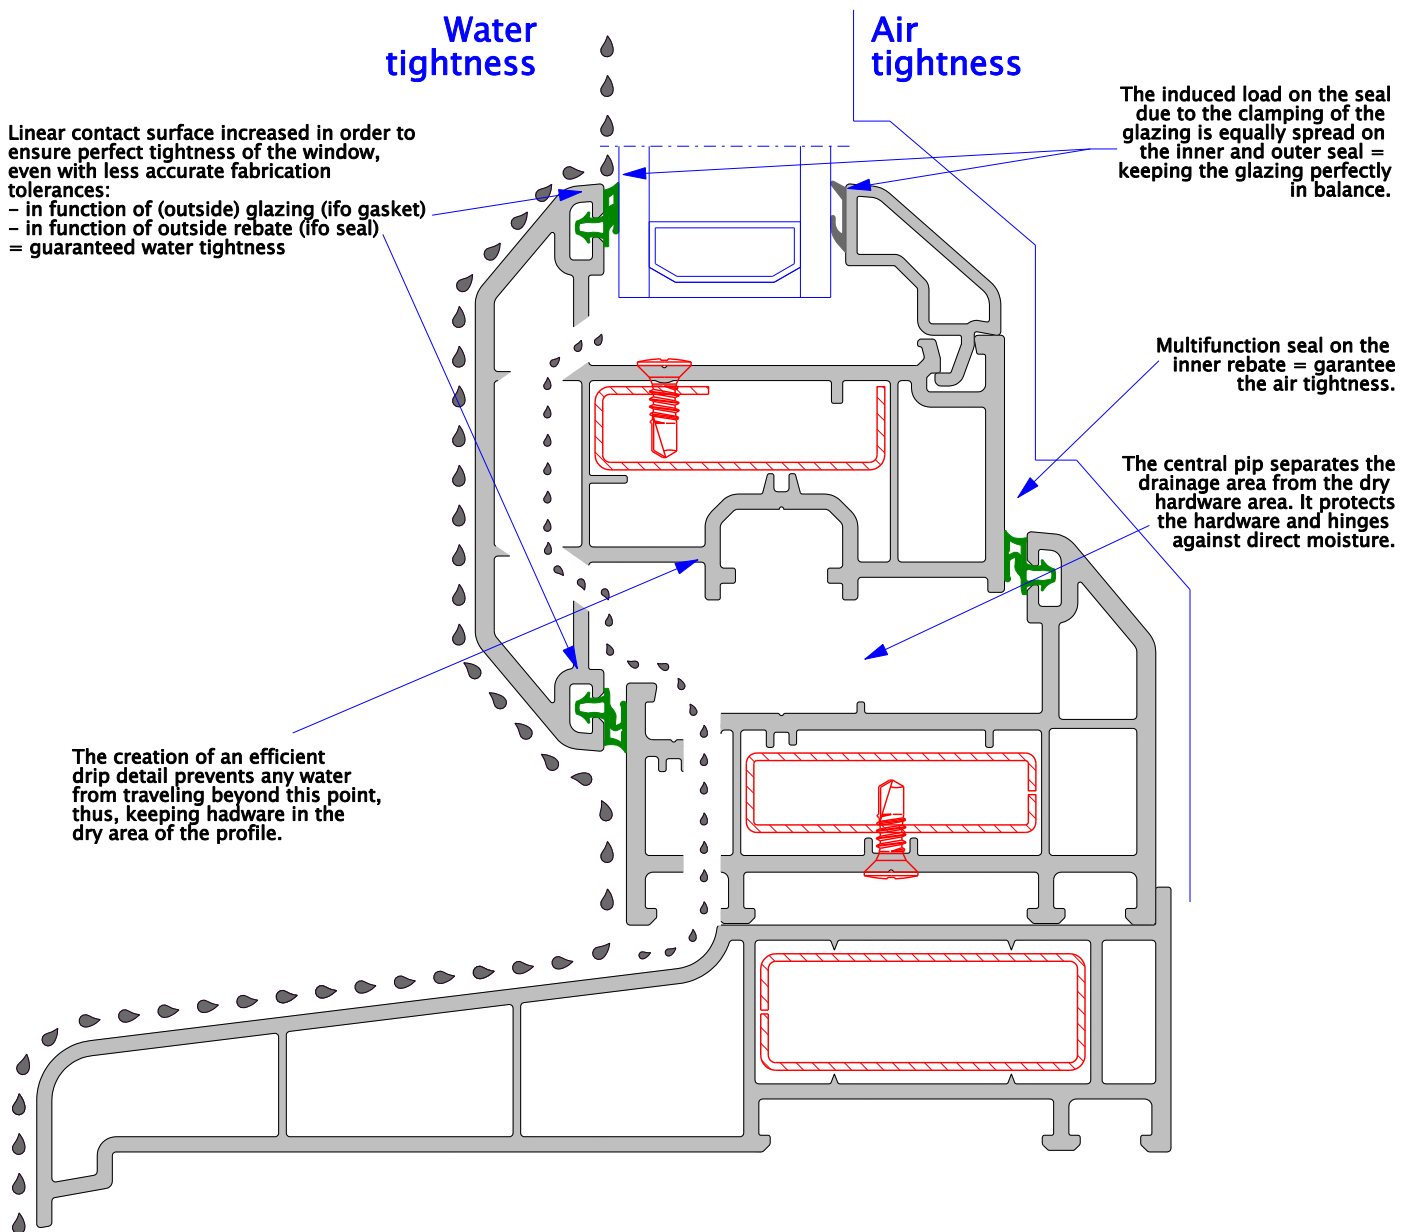 Water
tightness
Air
tightness
Linear contact surface increased in order to
ensure perfect tightness of the window,
even with less accurate fabrication
tolerances:
– in function of (outside) glazing (ifo gasket)
– in function of outside rebate (ifo seal)
= guaranteed water tightness
The induced load on the seal
due to the clamping of the
glazing is equally spread on
the inner and outer seal =
keeping the glazing perfectly
in balance.
Multifunction seal on the
inner rebate = garantee
the air tightness.
The central pip separates the
drainage area from the dry
hardware area. It protects
the hardware and hinges
against direct moisture.
The creation of an efficient
drip detail prevents any water
from traveling beyond this point,
thus, keeping hadware in the
dry area of the profile.